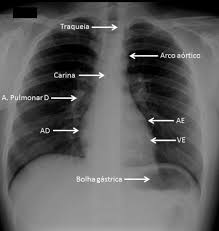 Traqueia
Arco aórtico
Carina
A. Pulmonar D
AE
AD
VE
Bolha gástrica